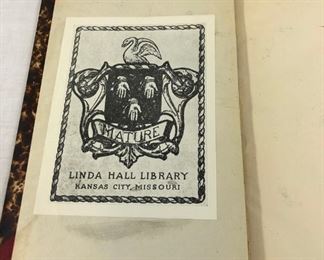 MATURE
LINDA HALL LIBRARY
KANSAS CITY, MISSOURI